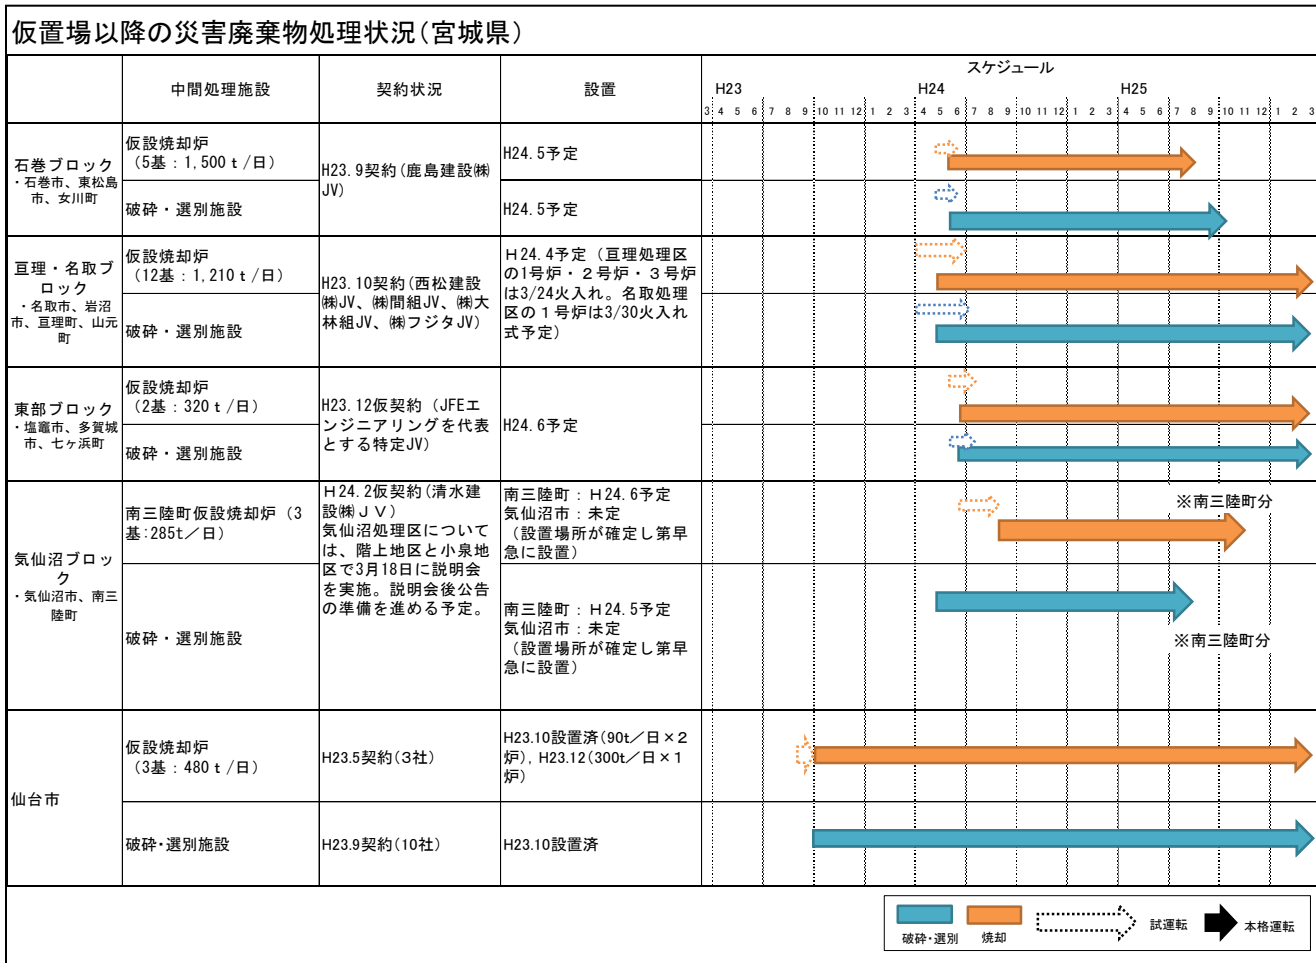 仮置場以降の災害廃棄物処理状況(宮城県)
中間処理施設
契約状況
設置
スケジュール
H23
H24
H25
3 4 5 6 7 8 9 10 11 12 1 2 3 4 5 6 7 8 9 10 11 12 1 2 3 4 5 6 7 8 9 10 11 12 1 2 3
石巻ブロック
・石巻市、東松島
市、女川町
仮設焼却炉
(5基：1,500ｔ/日)
H23.9契約(鹿島建設㈱
JV)
H24.5予定
破砕・選別施設
H24.5予定
亘理・名取ブ
ロック
・名取市、岩沼
市、亘理町、山元
町
仮設焼却炉
(12基：1,210ｔ/日)
H23.10契約(西松建設
㈱JV、㈱間組JV、㈱大
林組JV、㈱フジタJV)
Ｈ24.4予定（亘理処理区
の1号炉・２号炉・３号炉
は3/24火入れ。名取処理
区の１号炉は3/30火入れ
式予定）
破砕・選別施設
東部ブロック
・塩竈市、多賀城
市、七ヶ浜町
仮設焼却炉
(2基：320ｔ/日)
H23.12仮契約（JFEエ
ンジニアリングを代表
とする特定JV)
H24.6予定
破砕・選別施設
気仙沼ブロッ
ク
・気仙沼市、南三
陸町
南三陸町仮設焼却炉（3
基:285t／日)
Ｈ24.2仮契約(清水建
設㈱ＪＶ)
気仙沼処理区について
は、階上地区と小泉地
区で3月18日に説明会
を実施。説明会後公告
の準備を進める予定。
南三陸町：Ｈ24.6予定
気仙沼市：未定
（設置場所が確定し第早
急に設置)
※南三陸町分
破砕・選別施設
南三陸町：Ｈ24.5予定
気仙沼市：未定
（設置場所が確定し第早
急に設置)
※南三陸町分
仙台市
仮設焼却炉
(3基：480ｔ/日)
H23.5契約(3社)
H23.10設置済(90t／日×２
炉), H23.12(300t／日×１
炉)
破砕・選別施設
H23.9契約(10社)
H23.10設置済
破砕・選別
焼却
試運転
本格運転